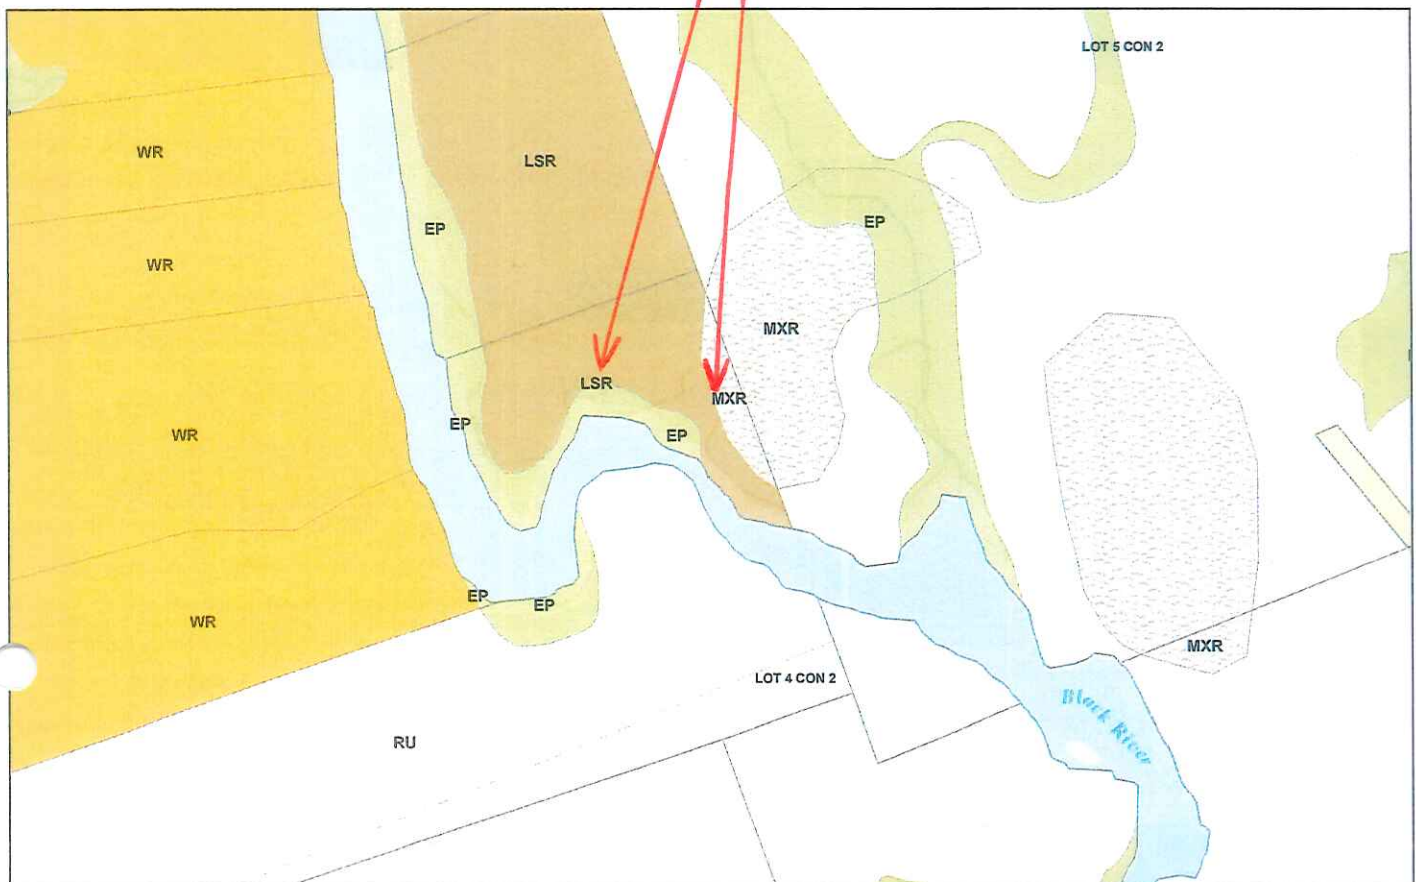 LOT 5 CON 2
WR
LSR
EP
EP
WR
MXR
LSR
MXR
EP
EP
WR
EP
EP
WR
MXR
LOT 4 CON 2
Black River
RU